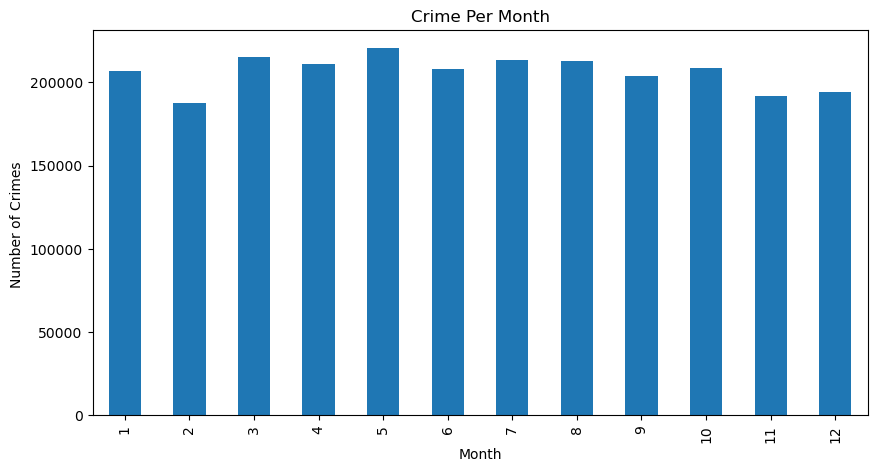 Crime Per Month
Number of Crimes
200000
150000
100000
50000
0
1 2 3 4 5 6 7 8 9 10 11 12
Month